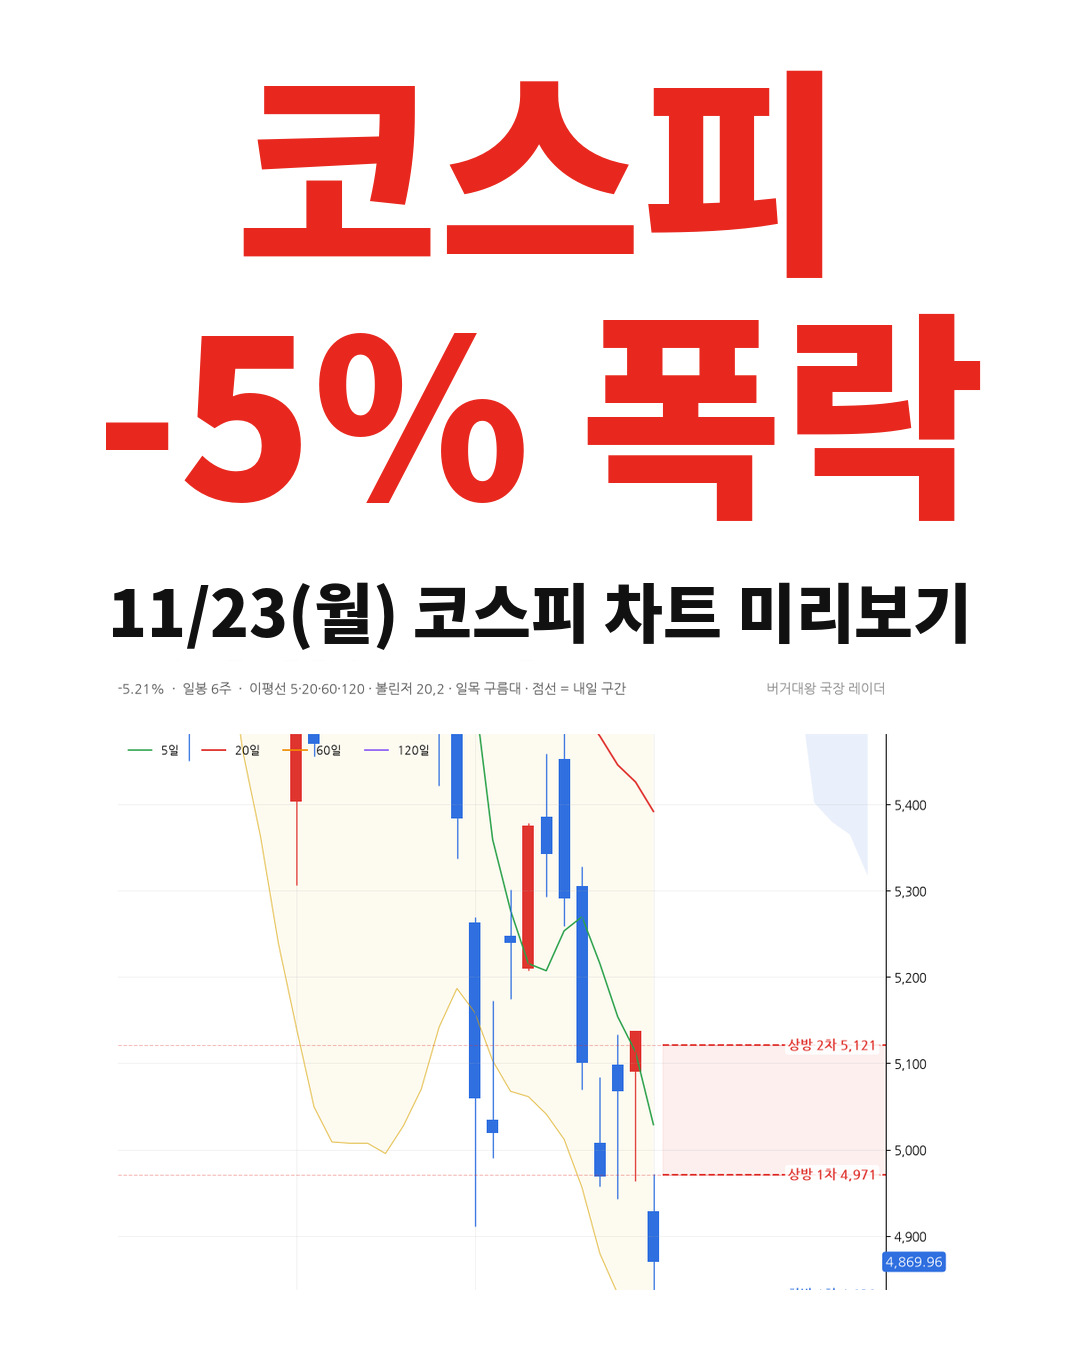 코스피
-5% 폭락
11/23(월) 코스피 차트 미리보기
-5.21% · 일봉 6주 · 이평선 5·20·60·120 · 볼린저 20,2 · 일목 구름대 · 점선 = 내일 구간
버거대왕 국장 레이더
5일 20일 60일 120일
5,400
5,300
5,200
상방 2차 5,121
5,100
5,000
상방 1차 4,971
4,900
4,869.96